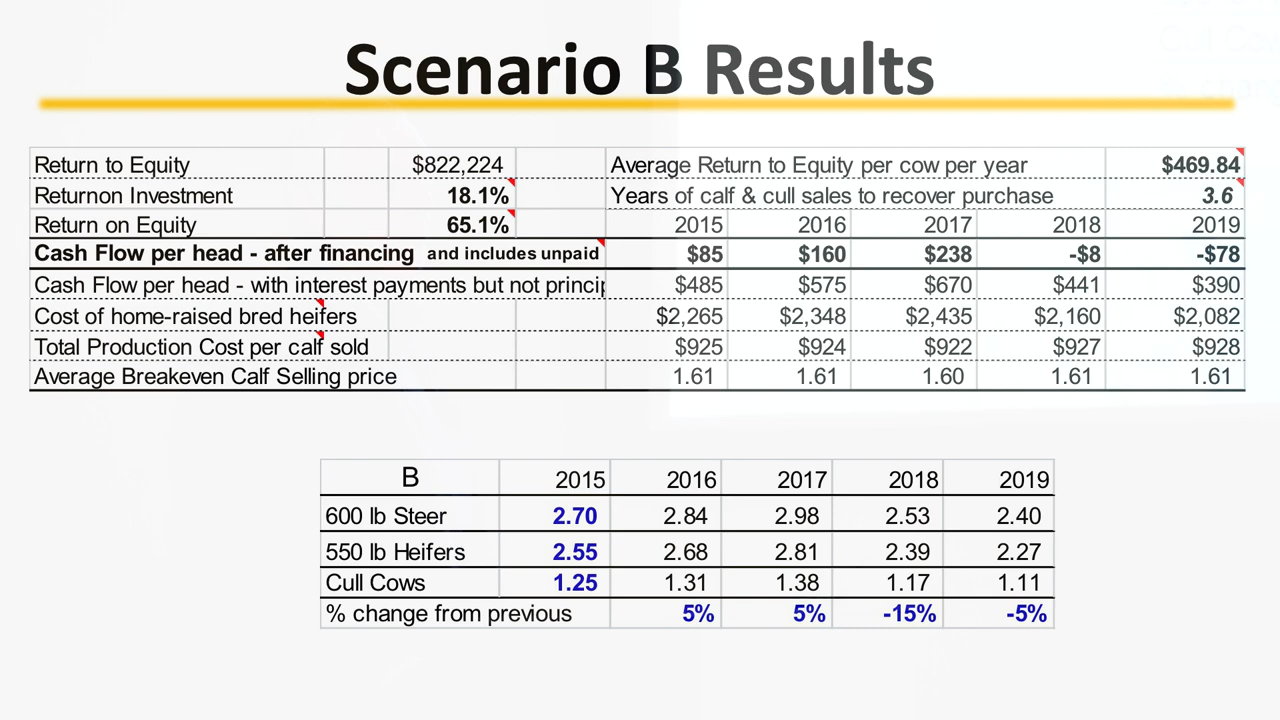 Scenario B Results
Return to Equity $822,224 Average Return to Equity per cow per year $469.84
Returnon Investment 18.1% Years of calf & cull sales to recover purchase 3.6
Return on Equity 65.1% 2015 2016 2017 2018 2019
Cash Flow per head - after financing and includes unpaid $85 $160 $238 -$8 -$78
Cash Flow per head - with interest payments but not princip $485 $575 $670 $441 $390
Cost of home-raised bred heifers $2,265 $2,348 $2,435 $2,160 $2,082
Total Production Cost per calf sold $925 $924 $922 $927 $928
Average Breakeven Calf Selling price 1.61 1.61 1.60 1.61 1.61
B 2015 2016 2017 2018 2019
600 lb Steer 2.70 2.84 2.98 2.53 2.40
550 lb Heifers 2.55 2.68 2.81 2.39 2.27
Cull Cows 1.25 1.31 1.38 1.17 1.11
% change from previous 5% 5% -15% -5%